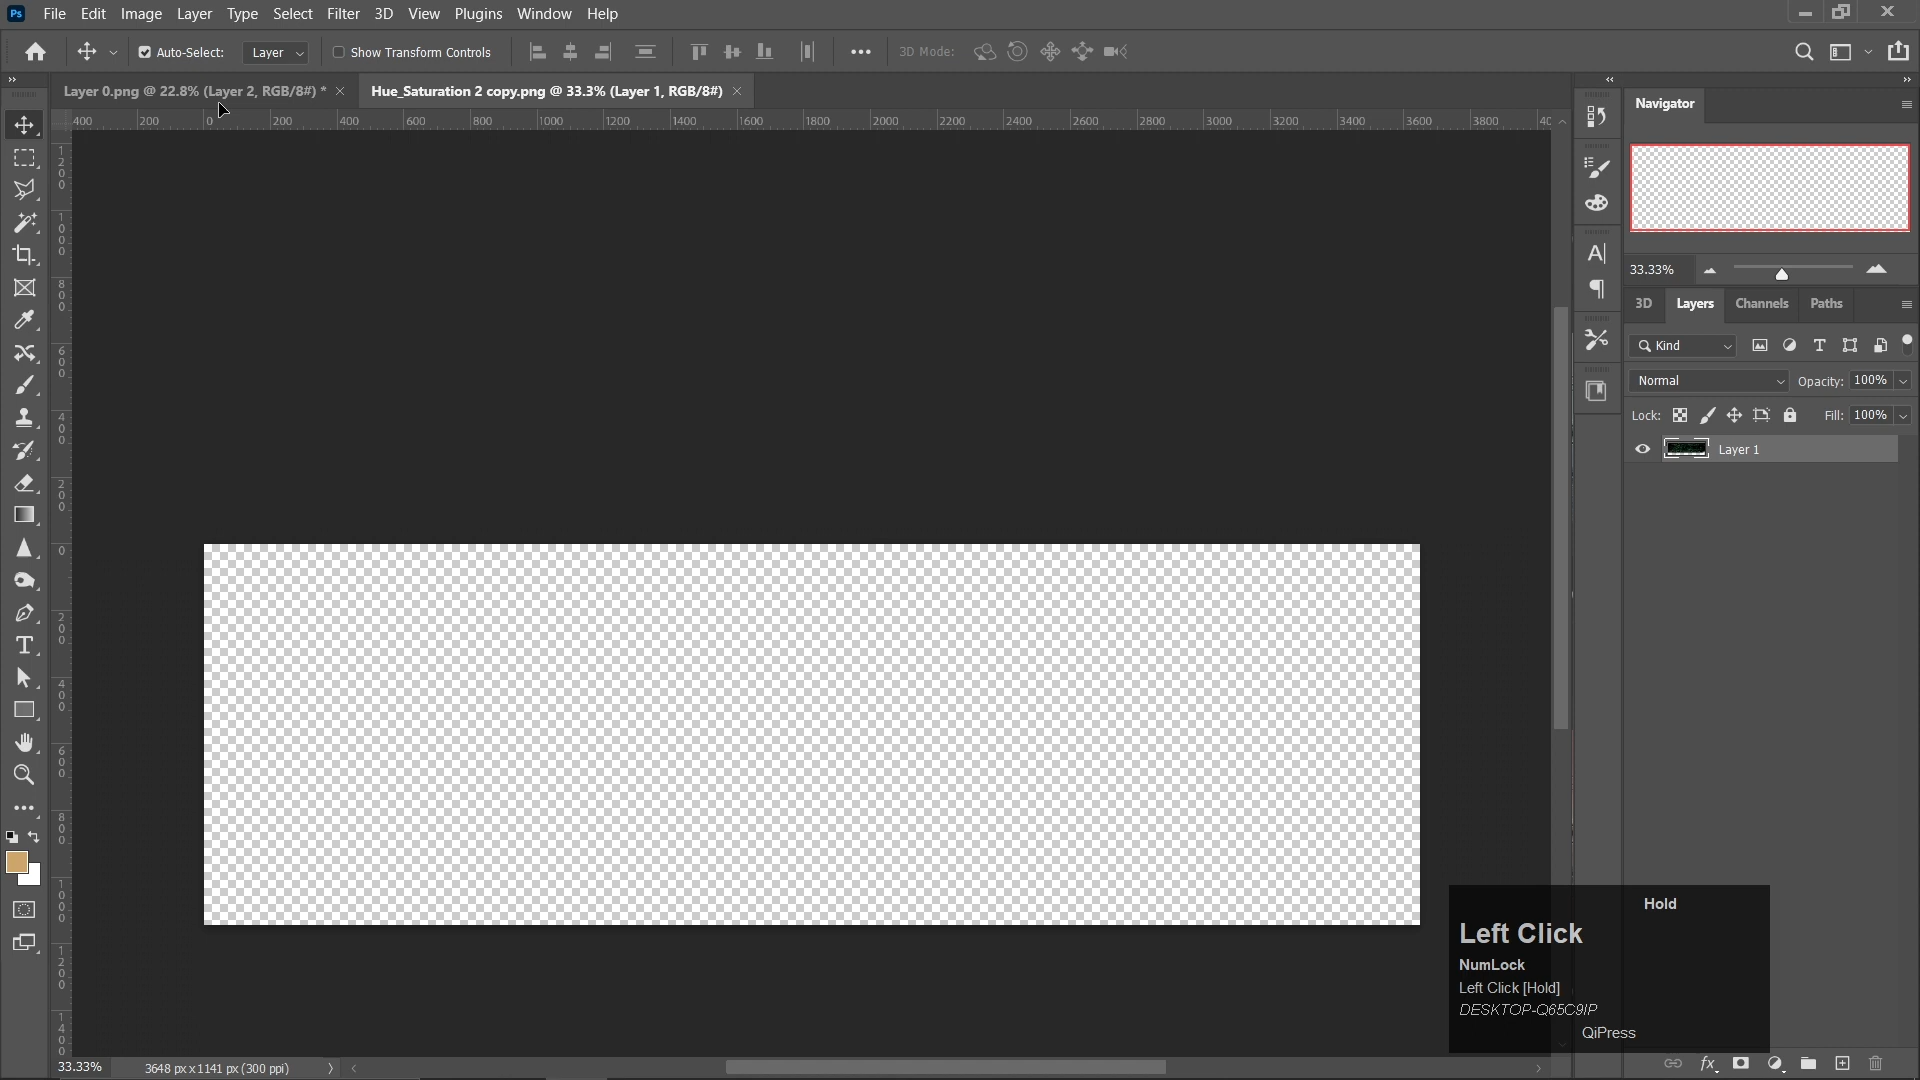 Ps File Edit Image Layer Type Select Filter 3D View Plugins Window Help
Auto-Select: Layer Show Transform Controls 3D Mode:
Layer 0.png @ 22.8% (Layer 2, RGB/8#) * Hue_Saturation 2 copy.png @ 33.3% (Layer 1, RGB/8#)
400 200 0 200 400 600 800 1000 1200 1400 1600 1800 2000 2200 2400 2600 2800 3000 3200 3400 3600 3800 40
1200
1000
800
600
400
200
0
200
400
600
800
1000
1200
1400
Navigator
33.33%
3D Layers Channels Paths
Kind
Normal Opacity: 100%
Lock: Fill: 100%
Layer 1
Hold
Left Click
NumLock
Left Click [Hold]
DESKTOP-Q65C9IP
QiPress
33.33% 3648 px x 1141 px (300 ppi)
fx